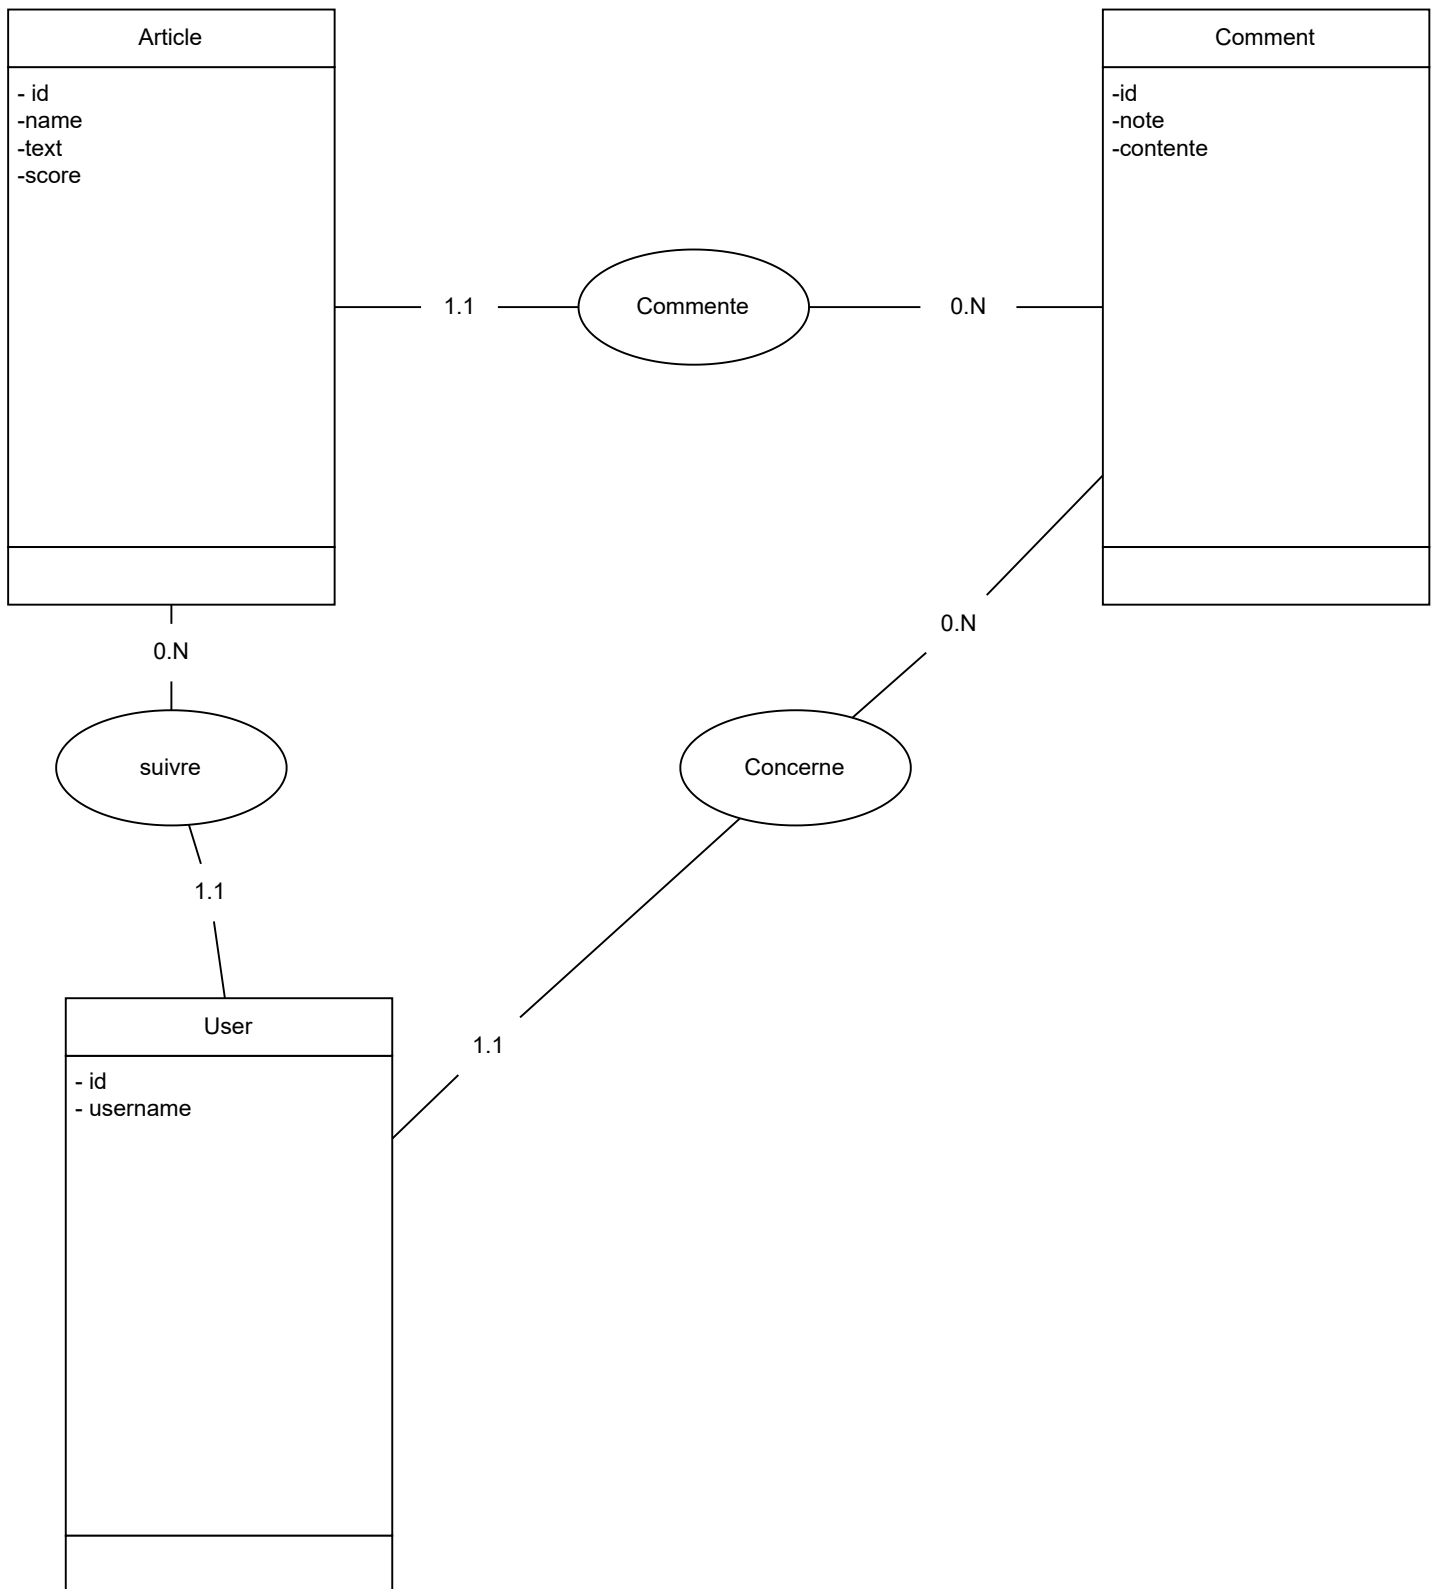 Article
- id
-name
-text
-score
Comment
-id
-note
-contente
1.1
Commente
0.N
0.N
0.N
suivre
Concerne
1.1
1.1
User
- id
- username